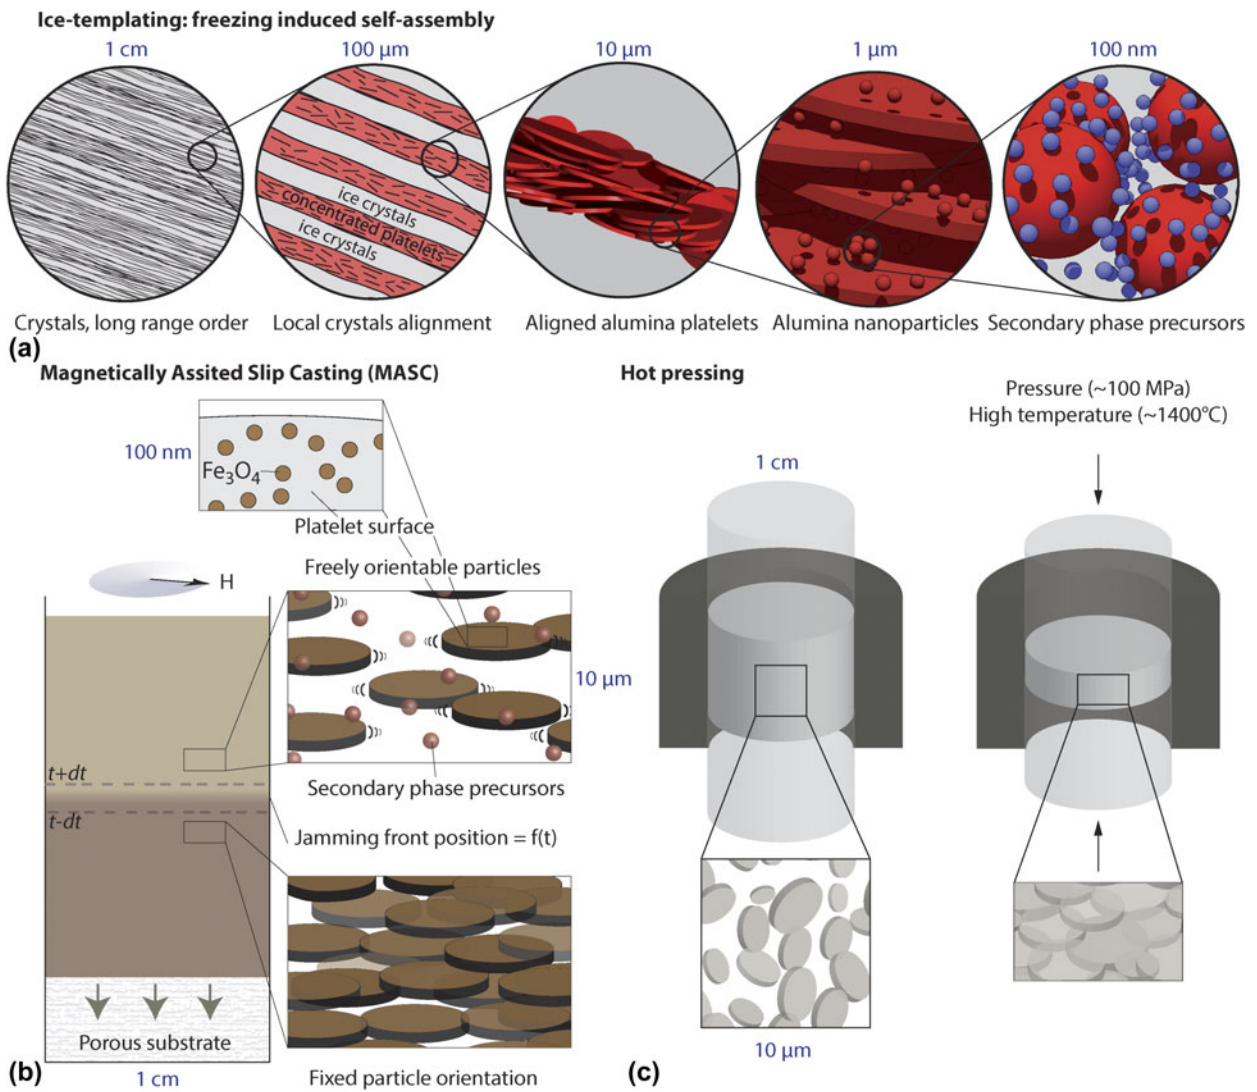 Ice-templating: freezing induced self-assembly
1 cm
100 μm
10 μm
1 μm
100 nm
ice crystals
concentrated platelets
ice crystals
Crystals, long range order
Local crystals alignment
Aligned alumina platelets
Alumina nanoparticles
Secondary phase precursors
(a)
Magnetically Assited Slip Casting (MASC)
100 nm
Fe₃O₄
Platelet surface
Freely orientable particles
H
10 μm
t+dt
Secondary phase precursors
t-dt
Jamming front position = f(t)
Porous substrate
1 cm
Fixed particle orientation
(b)
Hot pressing
Pressure (~100 MPa)
High temperature (~1400°C)
1 cm
10 μm
(c)